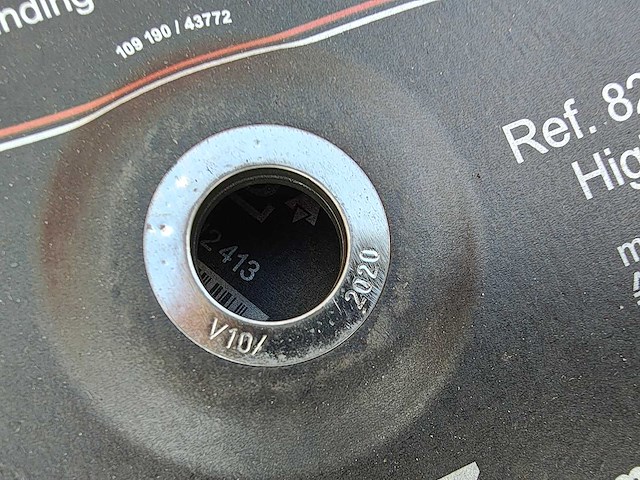 nding
109 190 / 43772
Ref. 82
Hig
m
2 413
V10/
2020
m